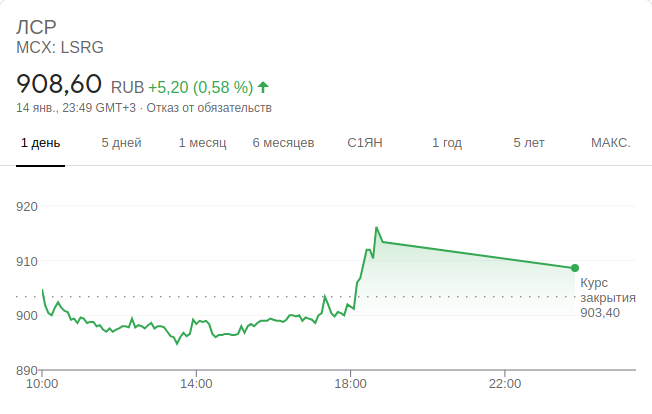 ЛСР
MCX: LSRG
908,60 RUB +5,20 (0,58 %)
14 янв., 23:49 GMT+3 · Отказ от обязательств
1 день 5 дней 1 месяц 6 месяцев С1ЯН 1 год 5 лет МАКС.
920
910
900
890
Курс
закрытия
903,40
10:00 14:00 18:00 22:00